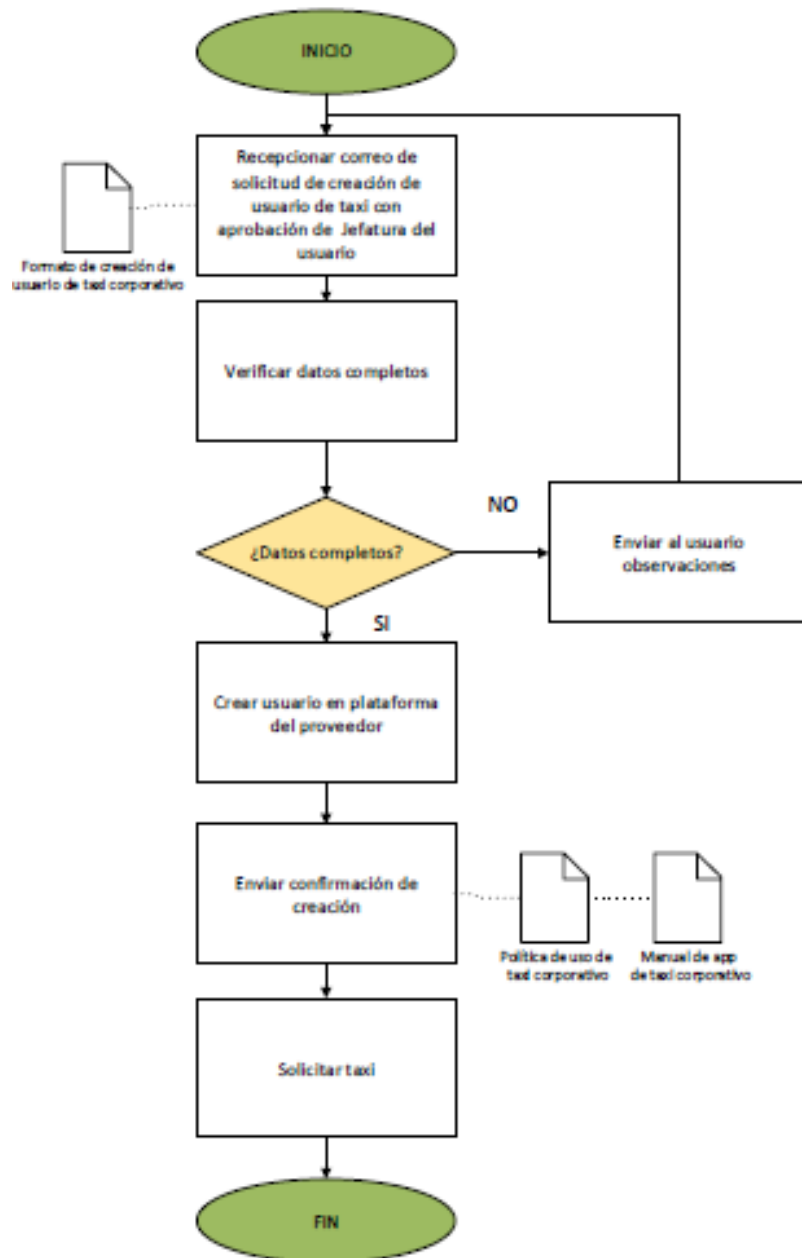 INICIO
Recepcionar correo de
solicitud de creación de
usuario de taxi con
aprobación de Jefatura del
usuario
Formato de creación de
usuario de taxi corporativo
Verificar datos completos
¿Datos completos?
NO
Enviar al usuario
observaciones
SI
Crear usuario en plataforma
del proveedor
Enviar confirmación de
creación
Política de uso de
taxi corporativo
Manual de app
de taxi corporativo
Solicitar taxi
FIN